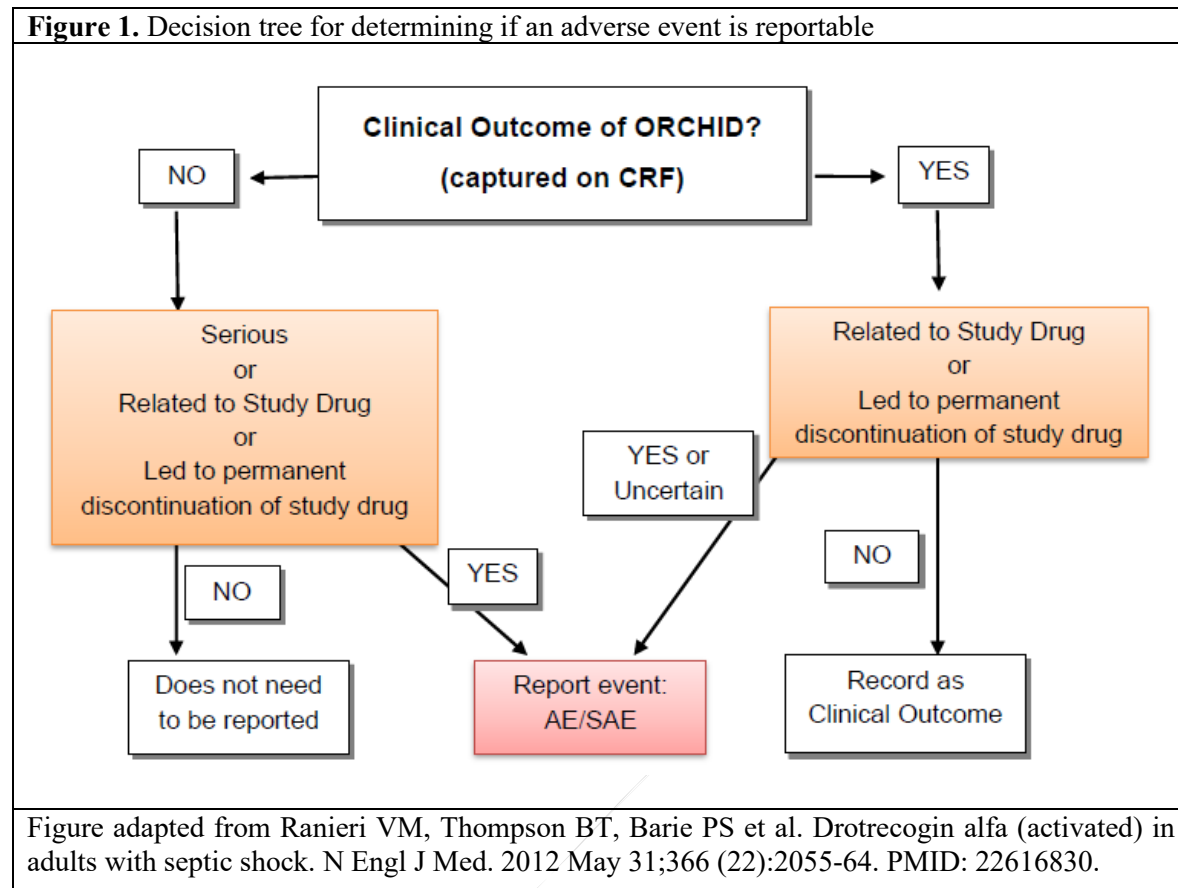 Figure 1. Decision tree for determining if an adverse event is reportable
Clinical Outcome of ORCHID?
(captured on CRF)
NO
YES
Serious
or
Related to Study Drug
or
Led to permanent
discontinuation of study drug
Related to Study Drug
or
Led to permanent
discontinuation of study drug
YES or
Uncertain
NO
YES
NO
Does not need
to be reported
Report event:
AE/SAE
Record as
Clinical Outcome
Figure adapted from Ranieri VM, Thompson BT, Barie PS et al. Drotrecogin alfa (activated) in
adults with septic shock. N Engl J Med. 2012 May 31;366 (22):2055-64. PMID: 22616830.